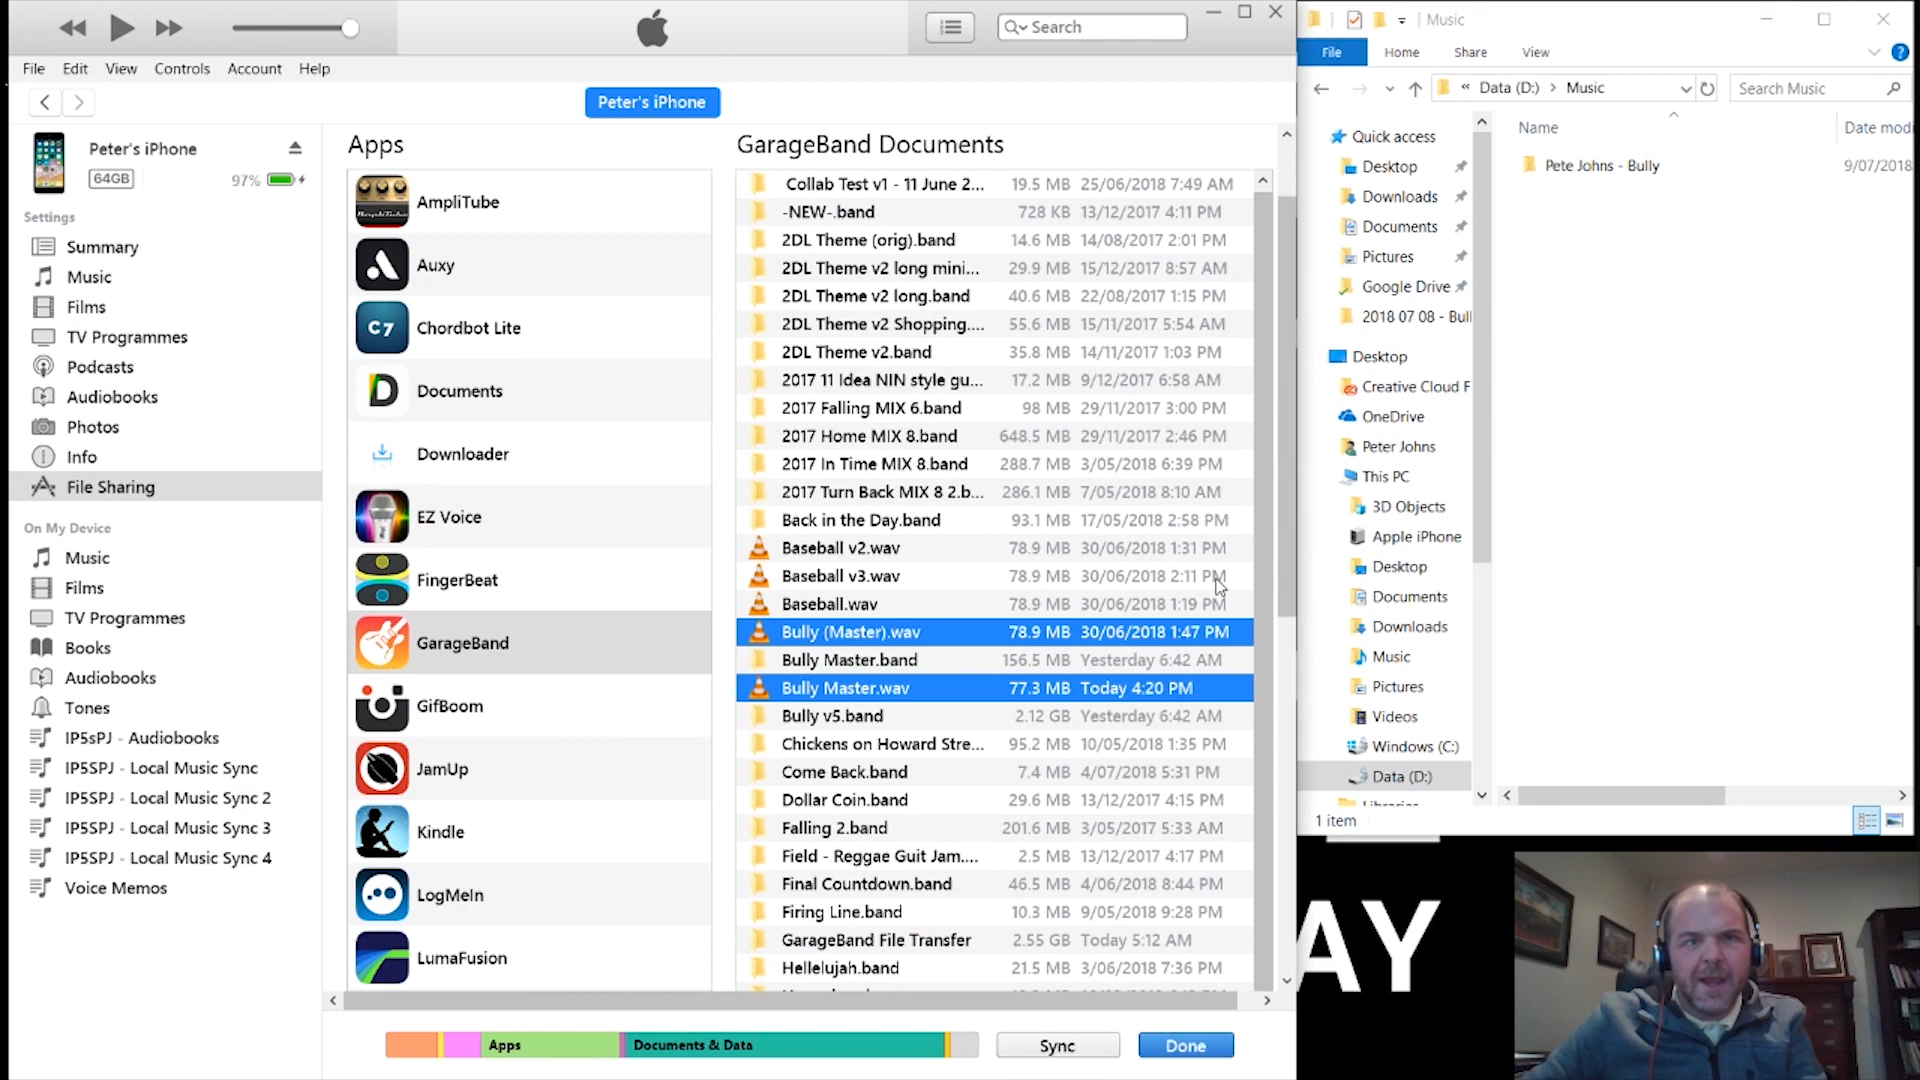 Search
File Edit View Controls Account Help
Peter's iPhone
Peter's iPhone
64GB
97%
Settings
Summary
Music
Films
TV Programmes
Podcasts
Audiobooks
Photos
Info
File Sharing
On My Device
Music
Films
TV Programmes
Books
Audiobooks
Tones
IP5sPJ - Audiobooks
IP5SPJ - Local Music Sync
IP5SPJ - Local Music Sync 2
IP5SPJ - Local Music Sync 3
IP5SPJ - Local Music Sync 4
Voice Memos
Apps
AmpliTube
Auxy
C7
Chordbot Lite
Documents
Downloader
EZ Voice
FingerBeat
GarageBand
GifBoom
JamUp
Kindle
LogMeIn
LumaFusion
GarageBand Documents
Collab Test v1 - 11 June 2... 19.5 MB 25/06/2018 7:49 AM
-NEW-.band 728 KB 13/12/2017 4:11 PM
2DL Theme (orig).band 14.6 MB 14/08/2017 2:01 PM
2DL Theme v2 long mini... 29.9 MB 15/12/2017 8:57 AM
2DL Theme v2 long.band 40.6 MB 22/08/2017 1:15 PM
2DL Theme v2 Shopping.... 55.6 MB 15/11/2017 5:54 AM
2DL Theme v2.band 35.8 MB 14/11/2017 1:03 PM
2017 11 Idea NIN style gu... 17.2 MB 9/12/2017 6:58 AM
2017 Falling MIX 6.band 98 MB 29/11/2017 3:00 PM
2017 Home MIX 8.band 648.5 MB 29/11/2017 2:46 PM
2017 In Time MIX 8.band 288.7 MB 3/05/2018 6:39 PM
2017 Turn Back MIX 8 2.b... 286.1 MB 7/05/2018 8:10 AM
Back in the Day.band 93.1 MB 17/05/2018 2:58 PM
Baseball v2.wav 78.9 MB 30/06/2018 1:31 PM
Baseball v3.wav 78.9 MB 30/06/2018 2:11 PM
Baseball.wav 78.9 MB 30/06/2018 1:19 PM
Bully (Master).wav 78.9 MB 30/06/2018 1:47 PM
Bully Master.band 156.5 MB Yesterday 6:42 AM
Bully Master.wav 77.3 MB Today 4:20 PM
Bully v5.band 2.12 GB Yesterday 6:42 AM
Chickens on Howard Stre... 95.2 MB 10/05/2018 1:35 PM
Come Back.band 7.4 MB 4/07/2018 5:31 PM
Dollar Coin.band 29.6 MB 13/12/2017 4:15 PM
Falling 2.band 201.6 MB 3/05/2017 5:33 AM
Field - Reggae Guit Jam.... 2.5 MB 13/12/2017 4:17 PM
Final Countdown.band 46.5 MB 4/06/2018 8:44 PM
Firing Line.band 10.3 MB 9/05/2018 9:28 PM
GarageBand File Transfer 2.55 GB Today 5:12 AM
Hellelujah.band 21.5 MB 3/06/2018 7:36 PM
Apps
Documents & Data
Sync
Done
Music
File Home Share View
« Data (D:) > Music
Search Music
Quick access
Desktop
Downloads
Documents
Pictures
Google Drive
2018 07 08 - Bull
Desktop
Creative Cloud F
OneDrive
Peter Johns
This PC
3D Objects
Apple iPhone
Desktop
Documents
Downloads
Music
Pictures
Videos
Windows (C:)
Data (D:)
Name Date modi
Pete Johns - Bully 9/07/2018
1 item
AY